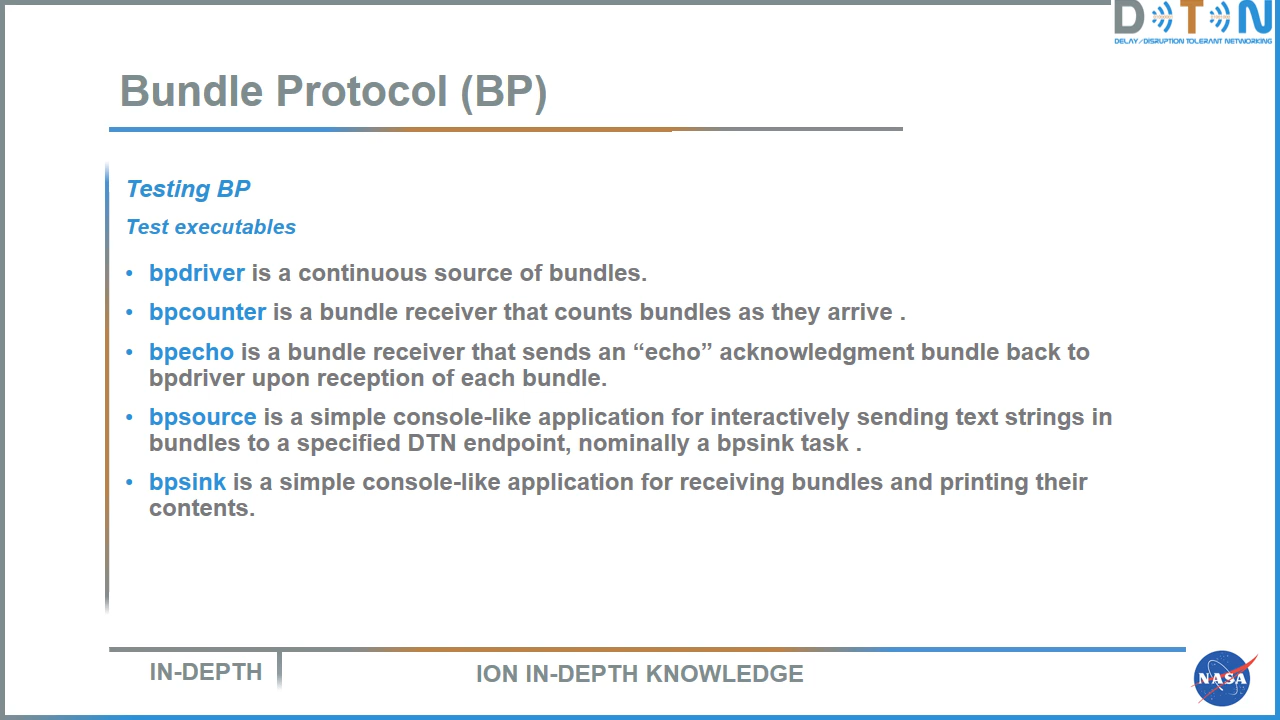 D T N
DELAY/DISRUPTION TOLERANT NETWORKING
Bundle Protocol (BP)
Testing BP
Test executables
• bpdriver is a continuous source of bundles.
• bpcounter is a bundle receiver that counts bundles as they arrive .
• bpecho is a bundle receiver that sends an “echo” acknowledgment bundle back to
bpdriver upon reception of each bundle.
• bpsource is a simple console-like application for interactively sending text strings in
bundles to a specified DTN endpoint, nominally a bpsink task .
• bpsink is a simple console-like application for receiving bundles and printing their
contents.
IN-DEPTH
ION IN-DEPTH KNOWLEDGE
NASA